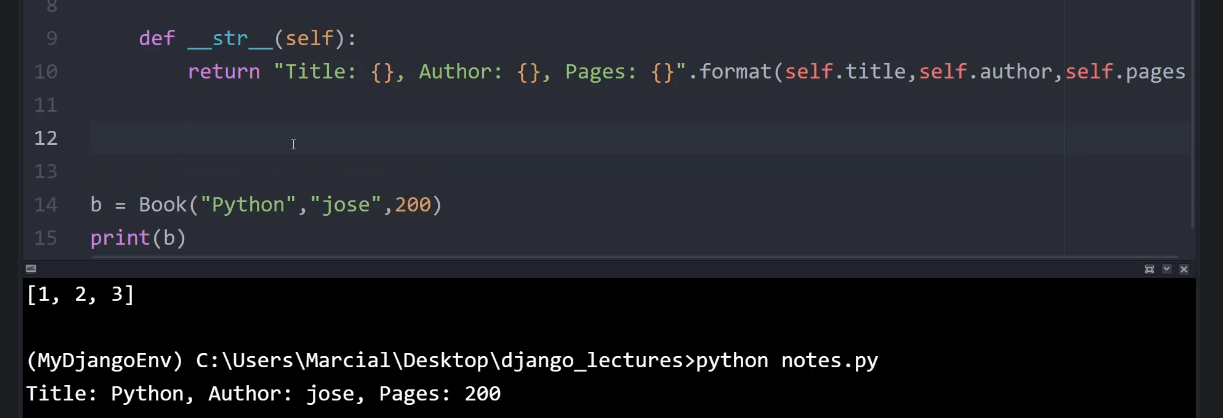 8
9 def __str__(self):
10 return "Title: {}, Author: {}, Pages: {}".format(self.title,self.author,self.pages
11
12
13
14 b = Book("Python","jose",200)
15 print(b)
[1, 2, 3]
(MyDjangoEnv) C:\Users\Marcial\Desktop\django_lectures>python notes.py
Title: Python, Author: jose, Pages: 200